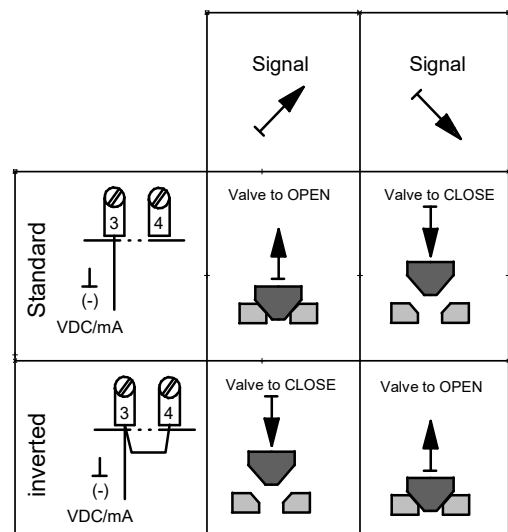 Signal
Signal
Standard
3
4
(-)
VDC/mA
Valve to OPEN
Valve to CLOSE
inverted
3
4
(-)
VDC/mA
Valve to CLOSE
Valve to OPEN